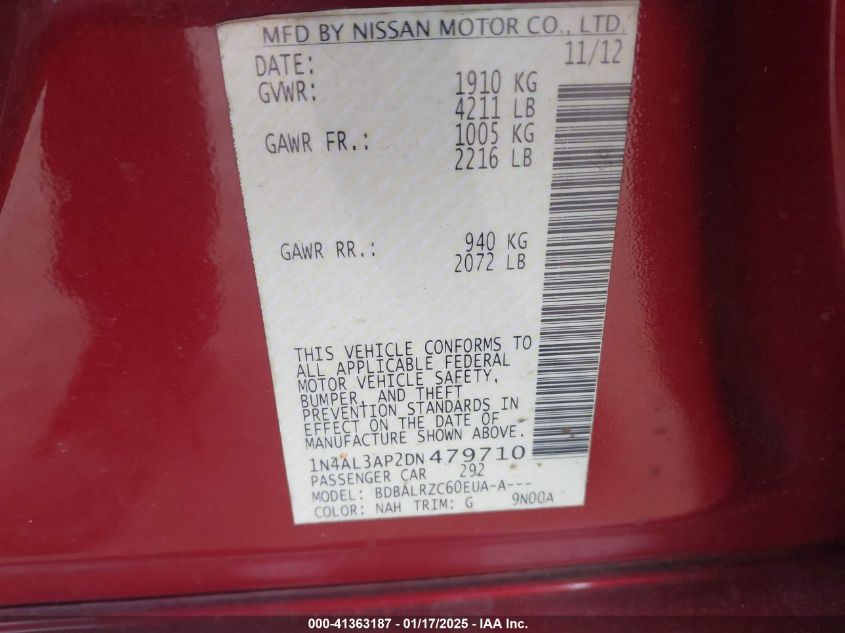 MFD BY NISSAN MOTOR CO., LTD.
DATE: 11/12
GVWR: 1910 KG
4211 LB
GAWR FR.: 1005 KG
2216 LB
GAWR RR.: 940 KG
2072 LB
THIS VEHICLE CONFORMS TO
ALL APPLICABLE FEDERAL
MOTOR VEHICLE SAFETY,
BUMPER, AND THEFT
PREVENTION STANDARDS IN
EFFECT ON THE DATE OF
MANUFACTURE SHOWN ABOVE.
1N4AL3AP2DN479710
PASSENGER CAR 292
MODEL: BDBALRZC60EUA-A---
COLOR: NAH TRIM: G 9N00A
000-41363187 - 01/17/2025 - IAA Inc.